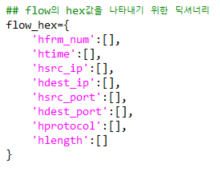 ## flow의 hex값을 나타내기 위한 딕셔너리
flow_hex={
    'hfrm_num':[],
    'htime':[],
    'hsrc_ip':[],
    'hdest_ip':[],
    'hsrc_port':[],
    'hdest_port':[],
    'hprotocol':[],
    'hlength':[]
}